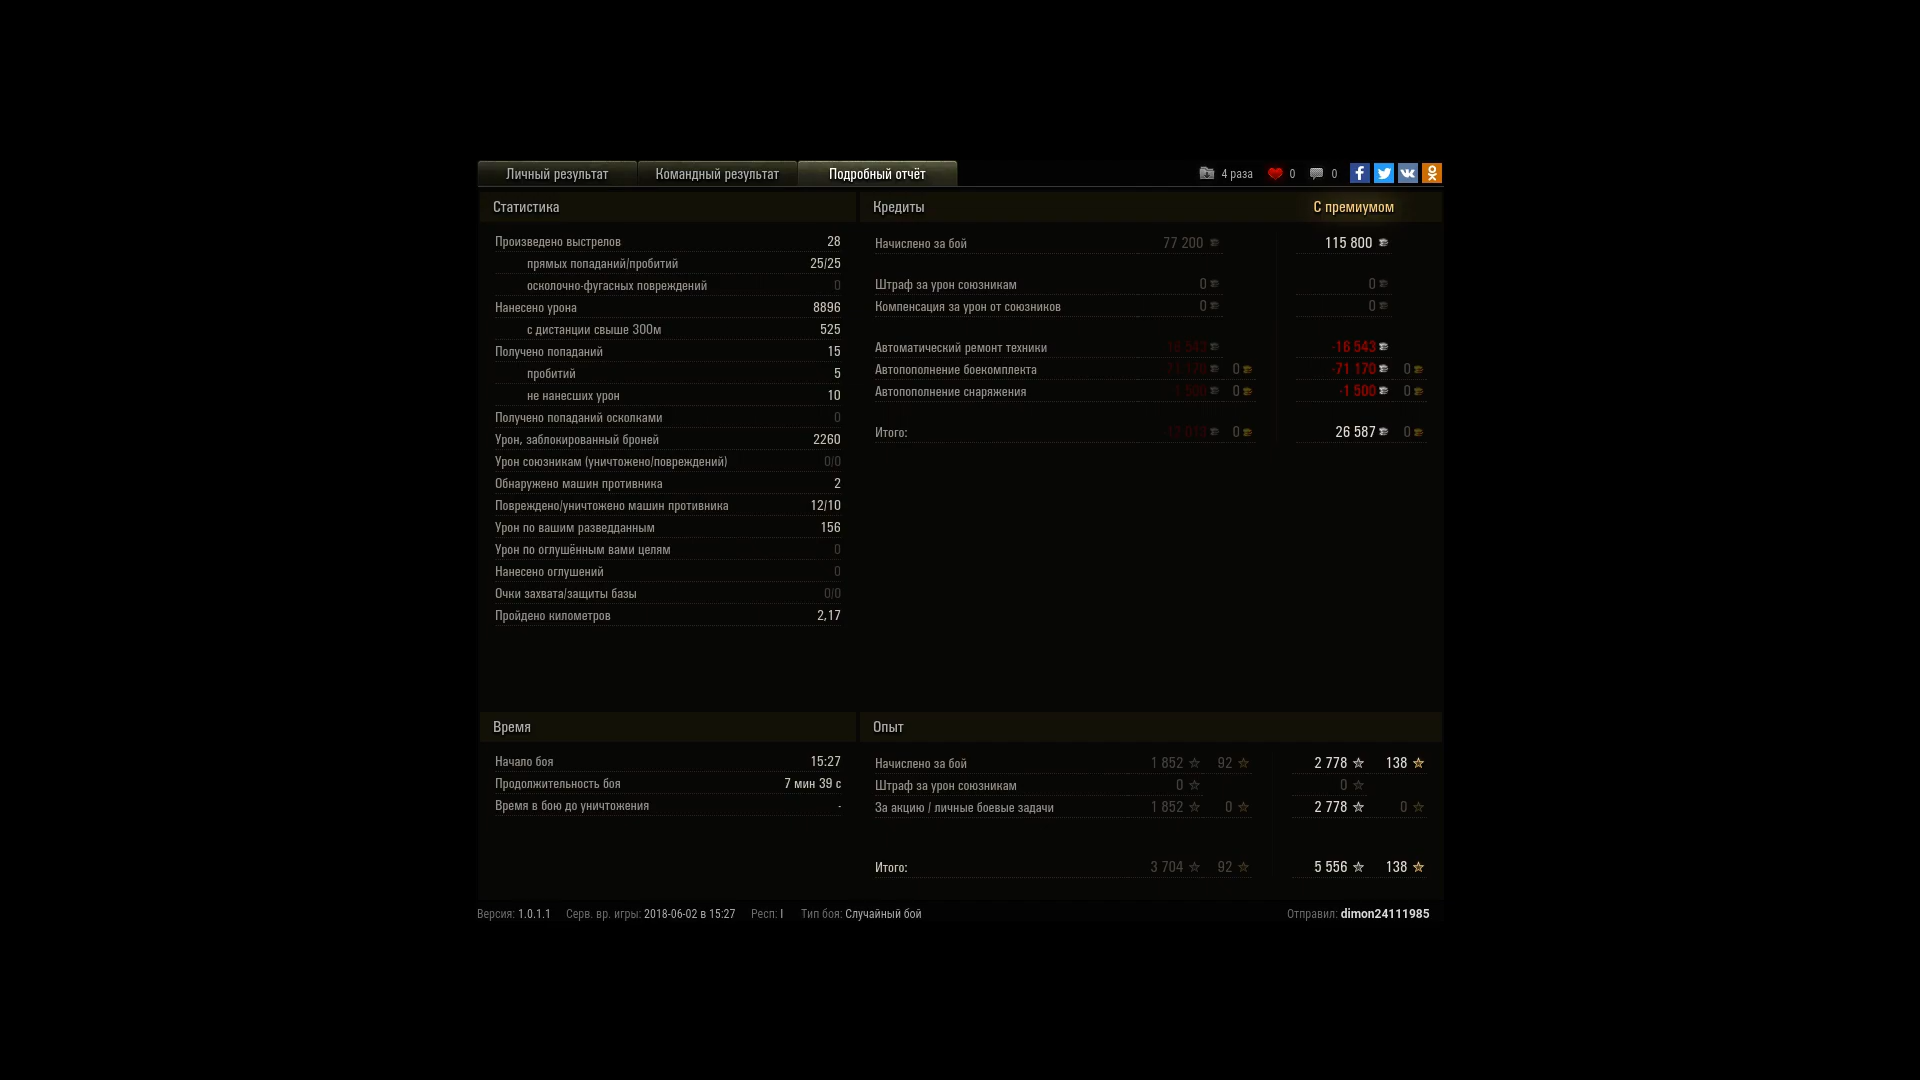 Личный результат Командный результат Подробный отчёт 4 раза 0 0
Статистика
Произведено выстрелов 28
прямых попаданий/пробитий 25/25
осколочно-фугасных повреждений 0
Нанесено урона 8896
с дистанции свыше 300м 525
Получено попаданий 15
пробитий 5
не нанесших урон 10
Получено попаданий осколками 0
Урон, заблокированный броней 2260
Урон союзникам (уничтожено/повреждений) 0/0
Обнаружено машин противника 2
Повреждено/уничтожено машин противника 12/10
Урон по вашим разведданным 156
Урон по оглушённым вами целям 0
Нанесено оглушений 0
Очки захвата/защиты базы 0/0
Пройдено километров 2,17
Кредиты С премиумом
Начислено за бой 77 200 115 800
Штраф за урон союзникам 0 0
Компенсация за урон от союзников 0 0
Автоматический ремонт техники
Автопополнение боекомплекта 0 -71 170 0
Автопополнение снаряжения 0 -1 500 0
Итого: 0 26 587 0
Время
Начало боя 15:27
Продолжительность боя 7 мин 39 с
Время в бою до уничтожения -
Опыт
Начислено за бой 1 852 92 2 778 138
Штраф за урон союзникам 0 0
За акцию / личные боевые задачи 1 852 0 2 778 0
Итого: 3 704 92 5 556 138
Версия: 1.0.1.1 Серв. вр. игры: 2018-06-02 в 15:27 Респ: I Тип боя: Случайный бой Отправил: dimon24111985